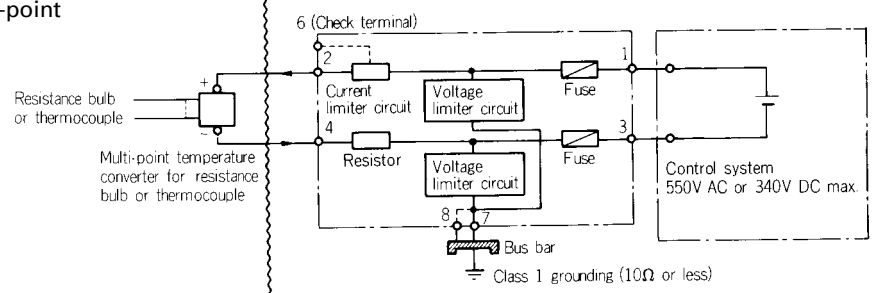 -point
6 (Check terminal)
2
1
+
Current
limiter circuit
Voltage
limiter circuit
Fuse
Resistance bulb
or thermocouple
-
4
3
Resistor
Fuse
Multi-point temperature
converter for resistance
bulb or thermocouple
Voltage
limiter circuit
Control system
550V AC or 340V DC max.
8
7
Bus bar
Class 1 grounding (10Ω or less)